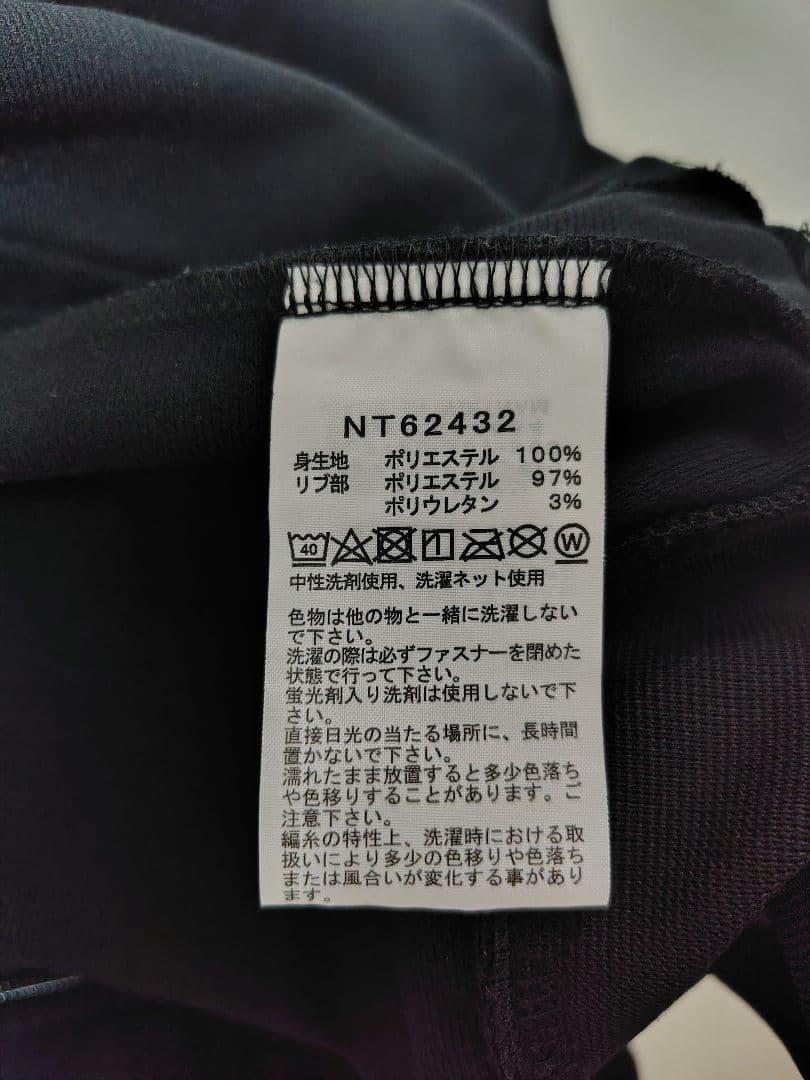 NT62432
身生地 ポリエステル 100%
リブ部 ポリエステル 97%
ポリウレタン 3%
40 W
中性洗剤使用、洗濯ネット使用
色物は他の物と一緒に洗濯しない
で下さい。
洗濯の際は必ずファスナーを閉めた
状態で行って下さい。
蛍光剤入り洗剤は使用しないで下
さい。
直接日光の当たる場所に、長時間
置かないで下さい。
濡れたまま放置すると多少色落ち
や色移りすることがあります。ご
注意下さい。
編糸の特性上、洗濯時における取
扱いにより多少の色移りや色落ち
または風合いが変化する事があり
ます。